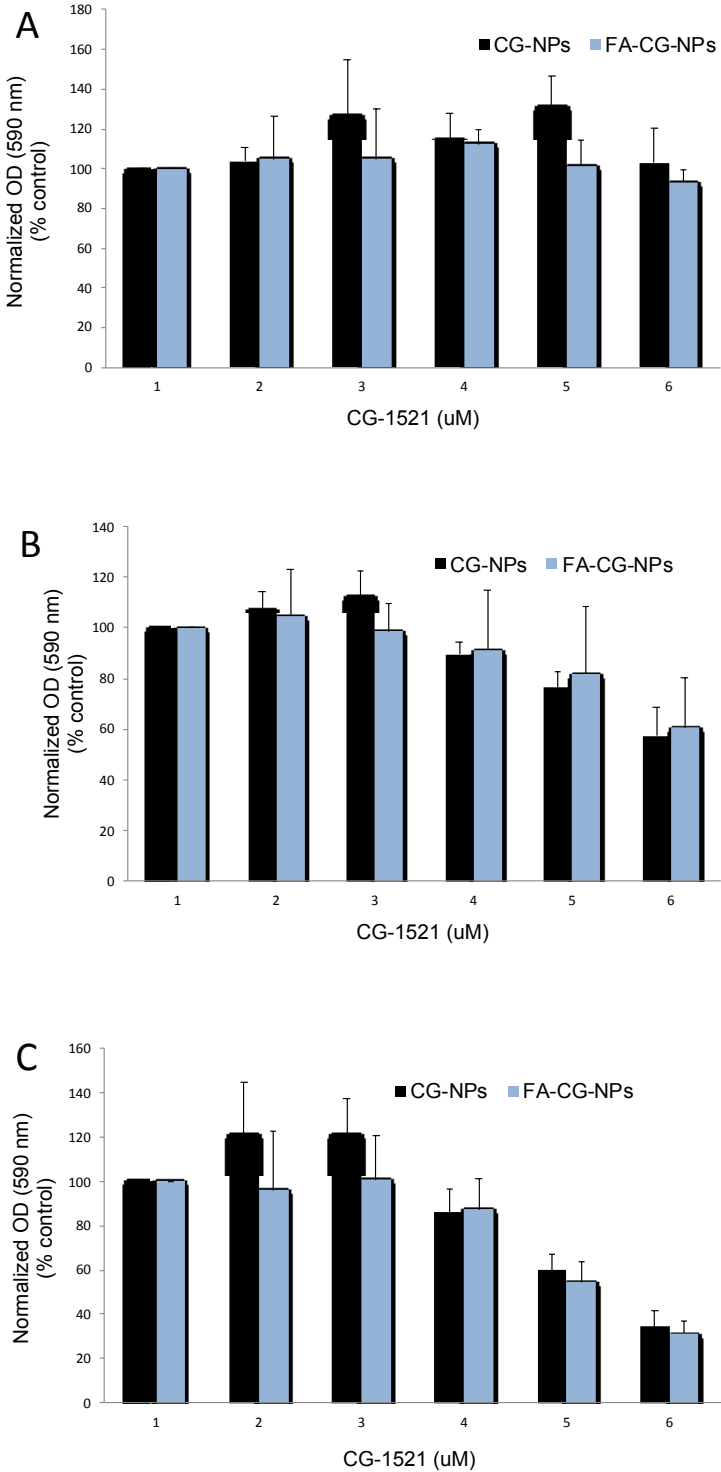 A
CG-NPs FA-CG-NPs
Normalized OD (590 nm)
(% control)
180
160
140
120
100
80
60
40
20
0
1 2 3 4 5 6
CG-1521 (uM)
B
CG-NPs FA-CG-NPs
Normalized OD (590 nm)
(% control)
140
120
100
80
60
40
20
0
1 2 3 4 5 6
CG-1521 (uM)
C
CG-NPs FA-CG-NPs
Normalized OD (590 nm)
(% control)
160
140
120
100
80
60
40
20
0
1 2 3 4 5 6
CG-1521 (uM)